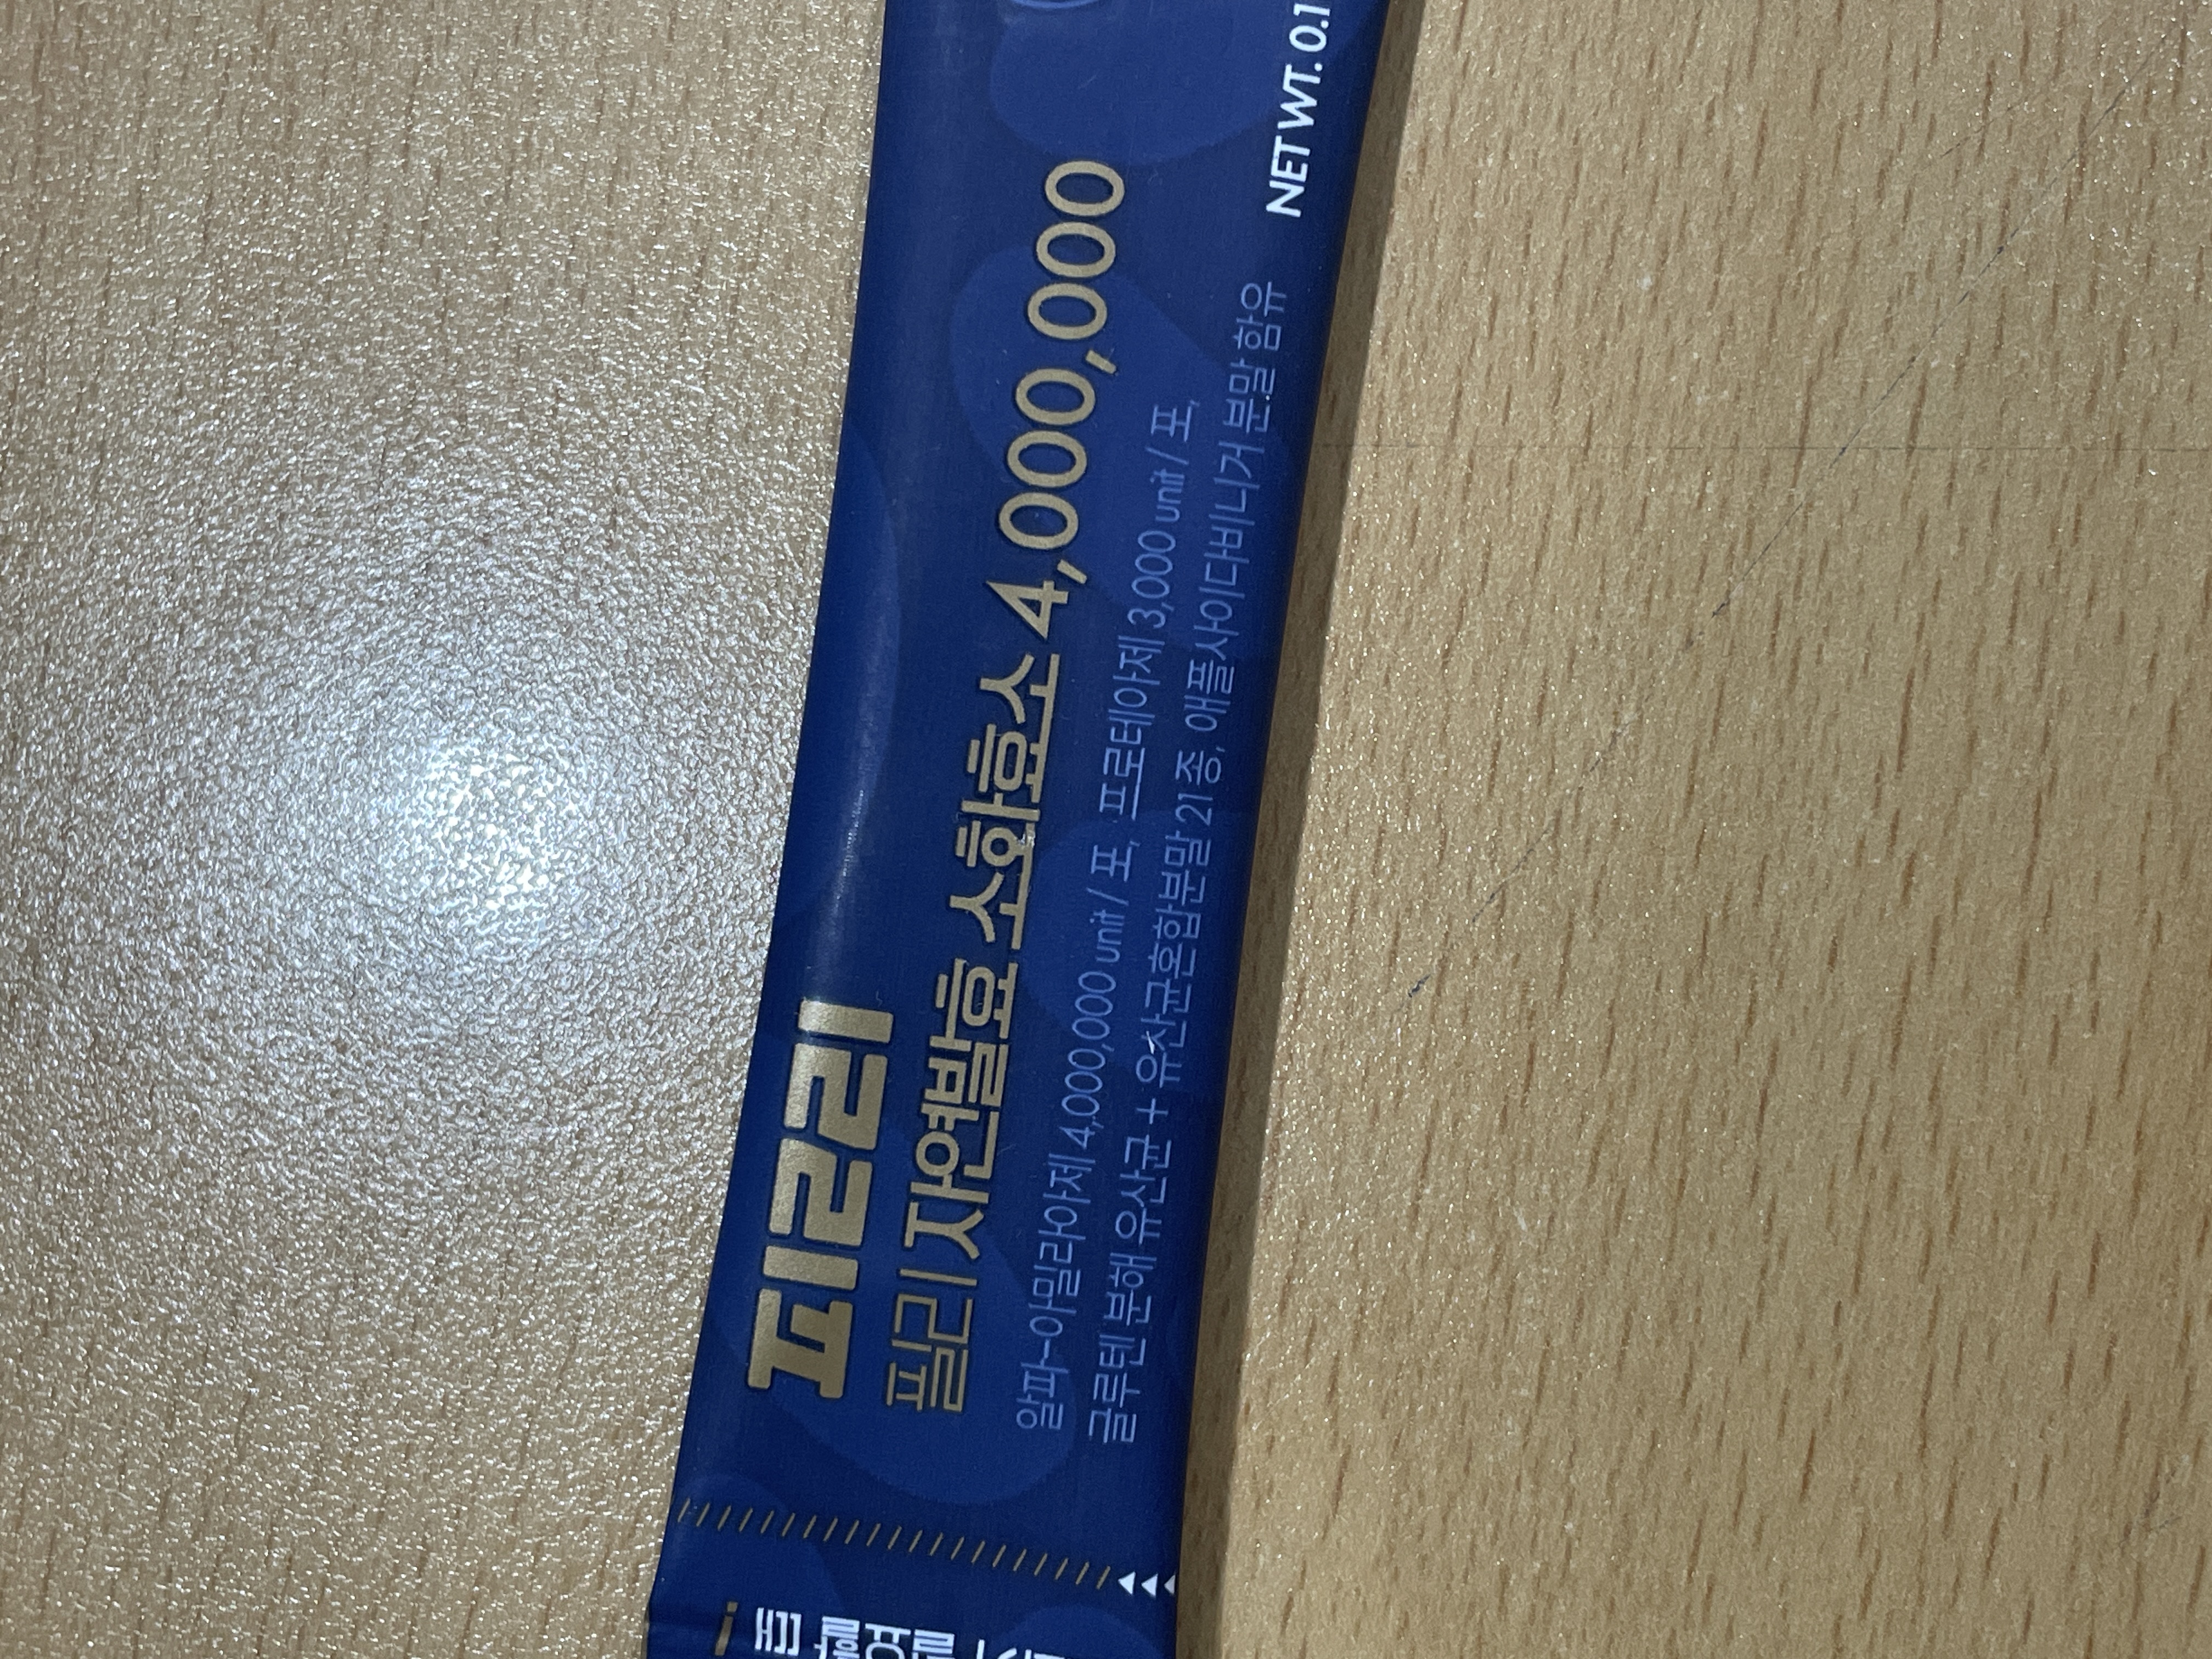 피리리
필리 자연발효 소화효소 4,000,000
알파-아밀라아제 4,000,000 unit / 포, 프로테아제 3,000 unit / 포,
글루텐 분해 유산균 + 유산균혼합분말 21종, 애플사이다비니거 분말 함유
NET WT. 0.1